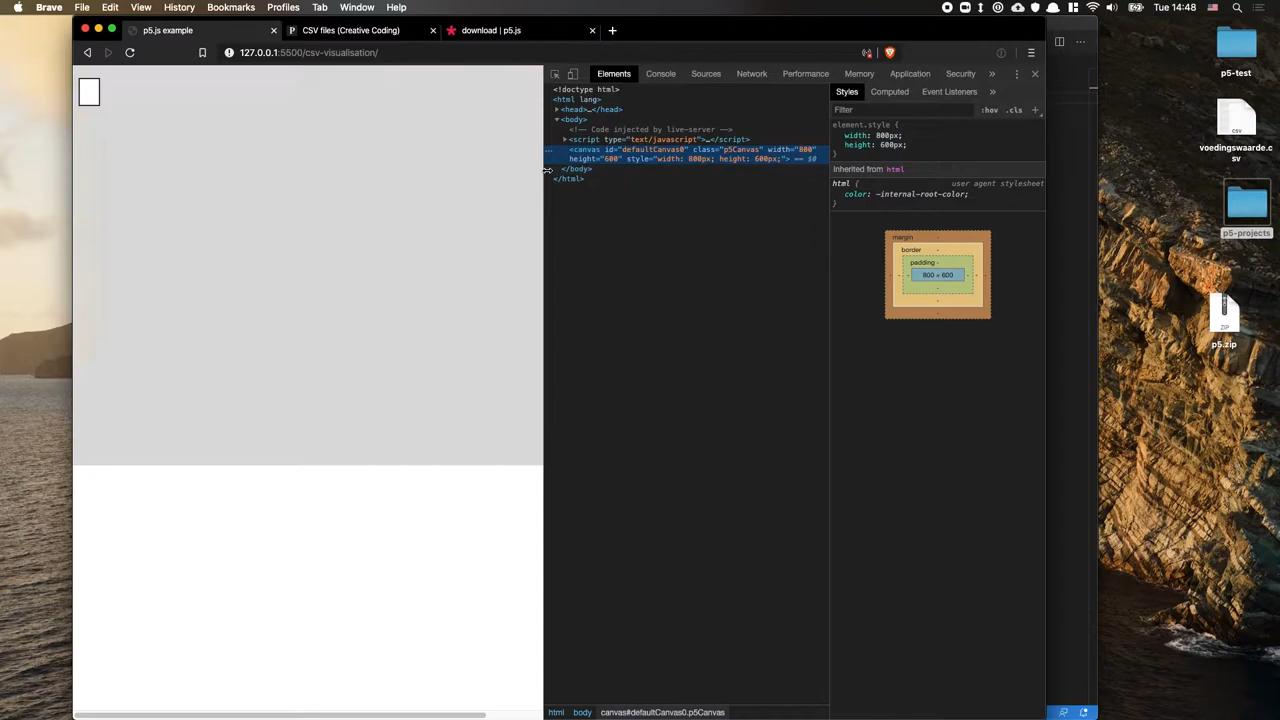 Brave File Edit View History Bookmarks Profiles Tab Window Help
Tue 14:48
p5.js example
CSV files (Creative Coding)
download | p5.js
127.0.0.1:5500/csv-visualisation/
Elements Console Sources Network Performance Memory Application Security
<!doctype html>
<html lang>
<head>…</head>
<body>
<!-- Code injected by live-server -->
<script type="text/javascript">…</script>
<canvas id="defaultCanvas0" class="p5Canvas" width="800"
height="600" style="width: 800px; height: 600px;"> == $0
</body>
</html>
Styles Computed Event Listeners
Filter
:hov .cls
element.style {
width: 800px;
height: 600px;
}
Inherited from html
html { user agent stylesheet
color: -internal-root-color;
}
margin -
border -
padding -
800 × 600
html body canvas#defaultCanvas0.p5Canvas
p5-test
csv
voedingswaarde.c
sv
p5-projects
ZIP
p5.zip